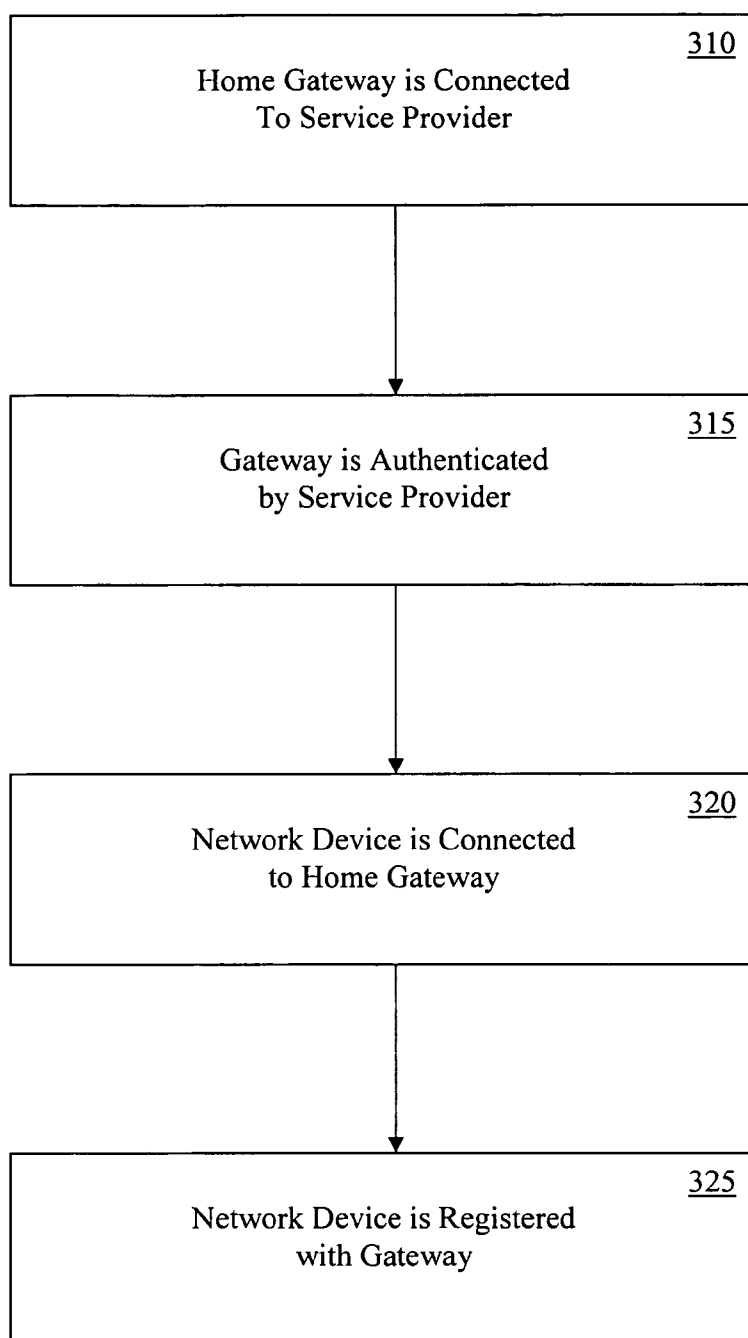 310
Home Gateway is Connected
To Service Provider
315
Gateway is Authenticated
by Service Provider
320
Network Device is Connected
to Home Gateway
325
Network Device is Registered
with Gateway